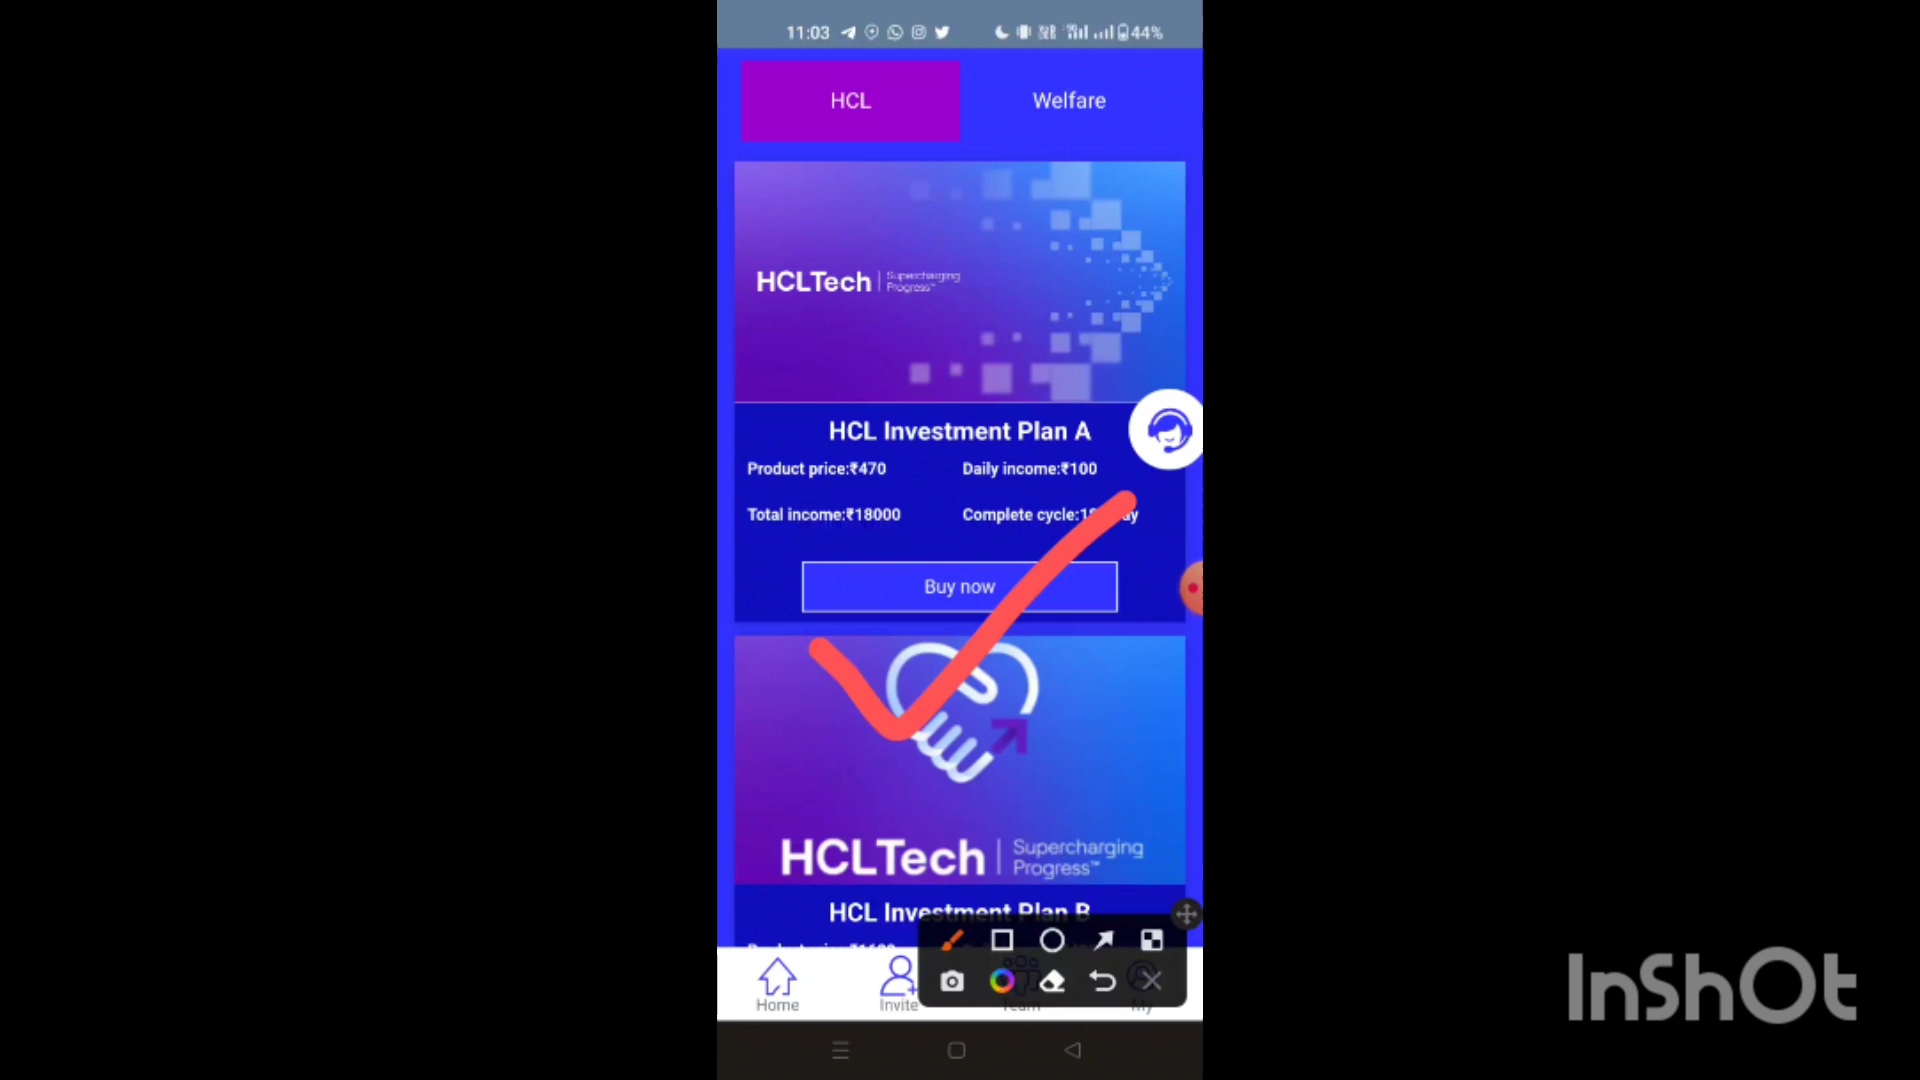 11:03
44%
HCL
Welfare
HCLTech | Supercharging
Progress™
HCL Investment Plan A
Product price:₹470
Daily income:₹100
Total income:₹18000
Complete cycle:
Buy now
HCLTech | Supercharging
Progress™
HCL Investment Plan B
Home
Invite
Team
My
InShOt